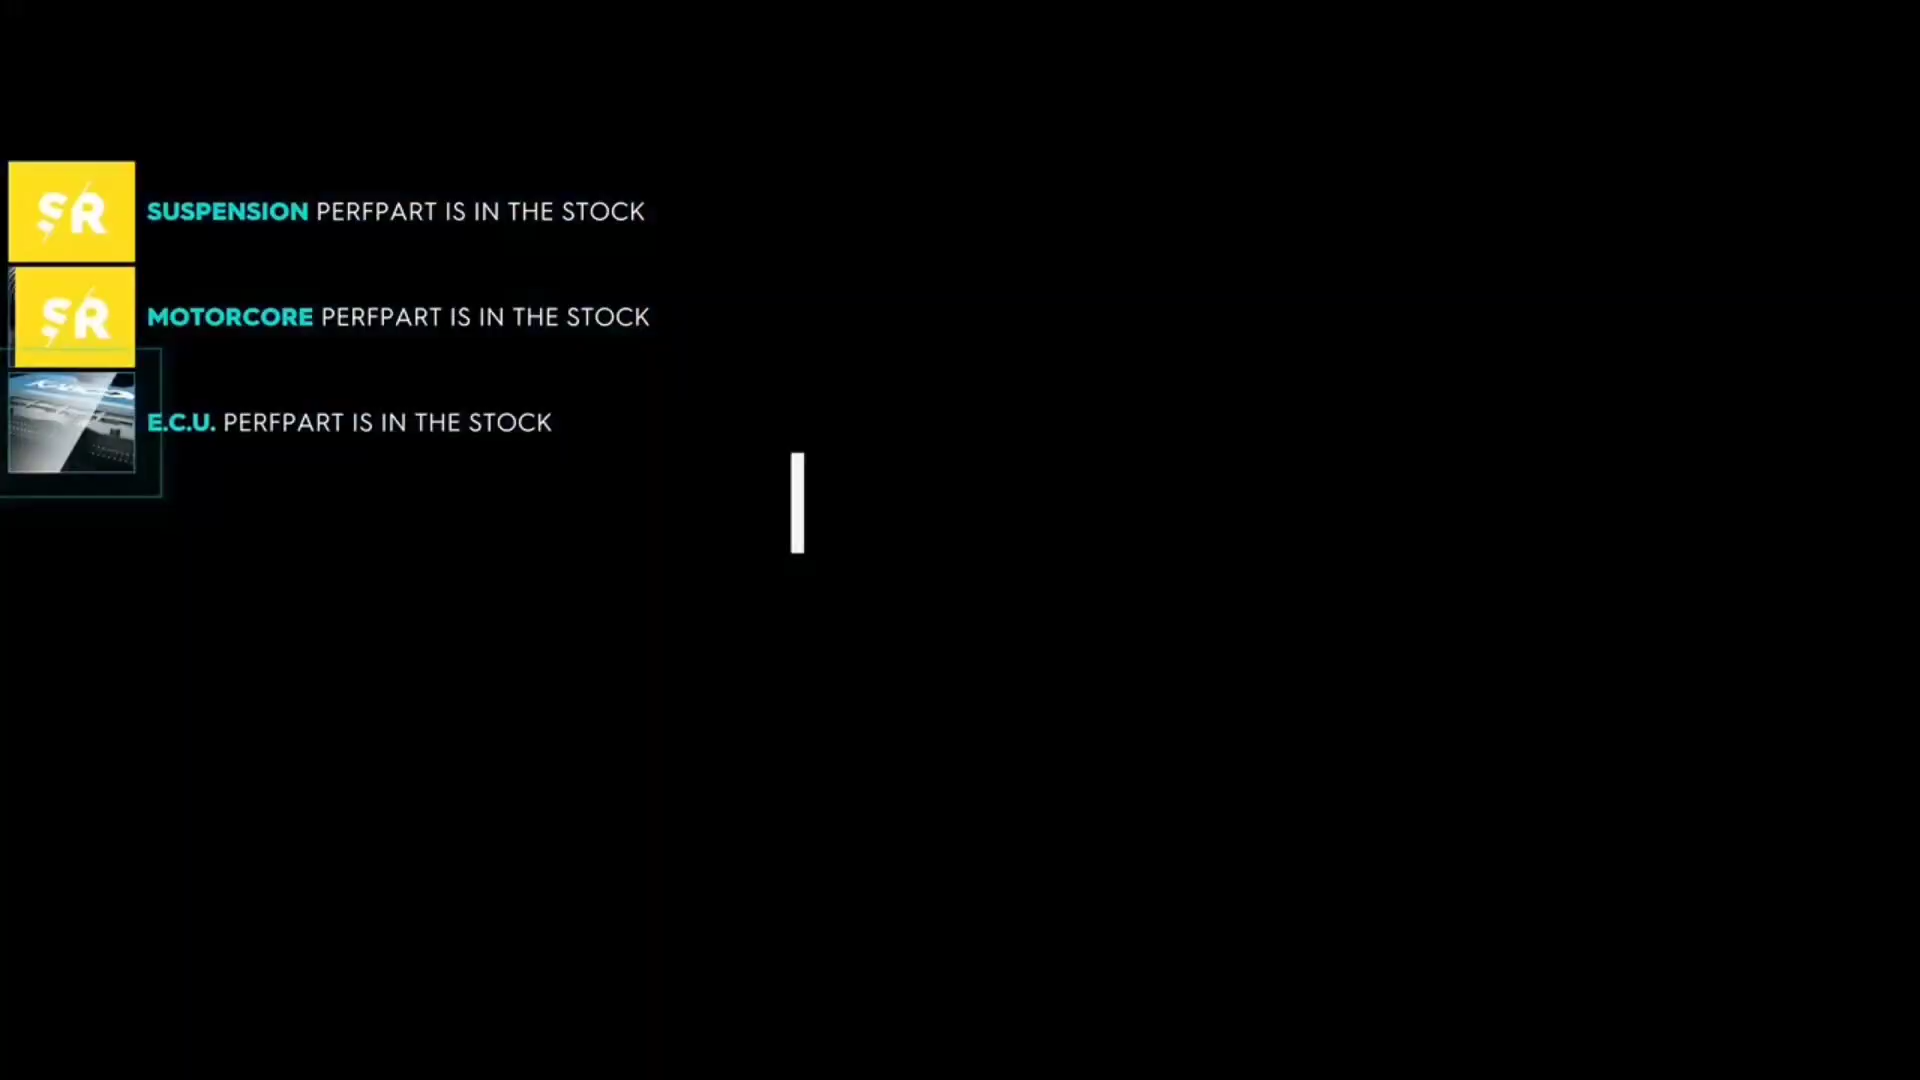 SR
SUSPENSION PERFPART IS IN THE STOCK
SR
MOTORCORE PERFPART IS IN THE STOCK
E.C.U. PERFPART IS IN THE STOCK